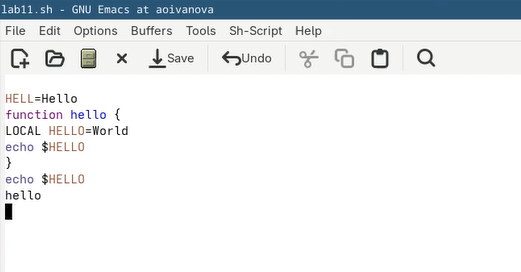 lab11.sh - GNU Emacs at aoivanova
File Edit Options Buffers Tools Sh-Script Help
Save Undo
HELL=Hello
function hello {
LOCAL HELLO=World
echo $HELLO
}
echo $HELLO
hello